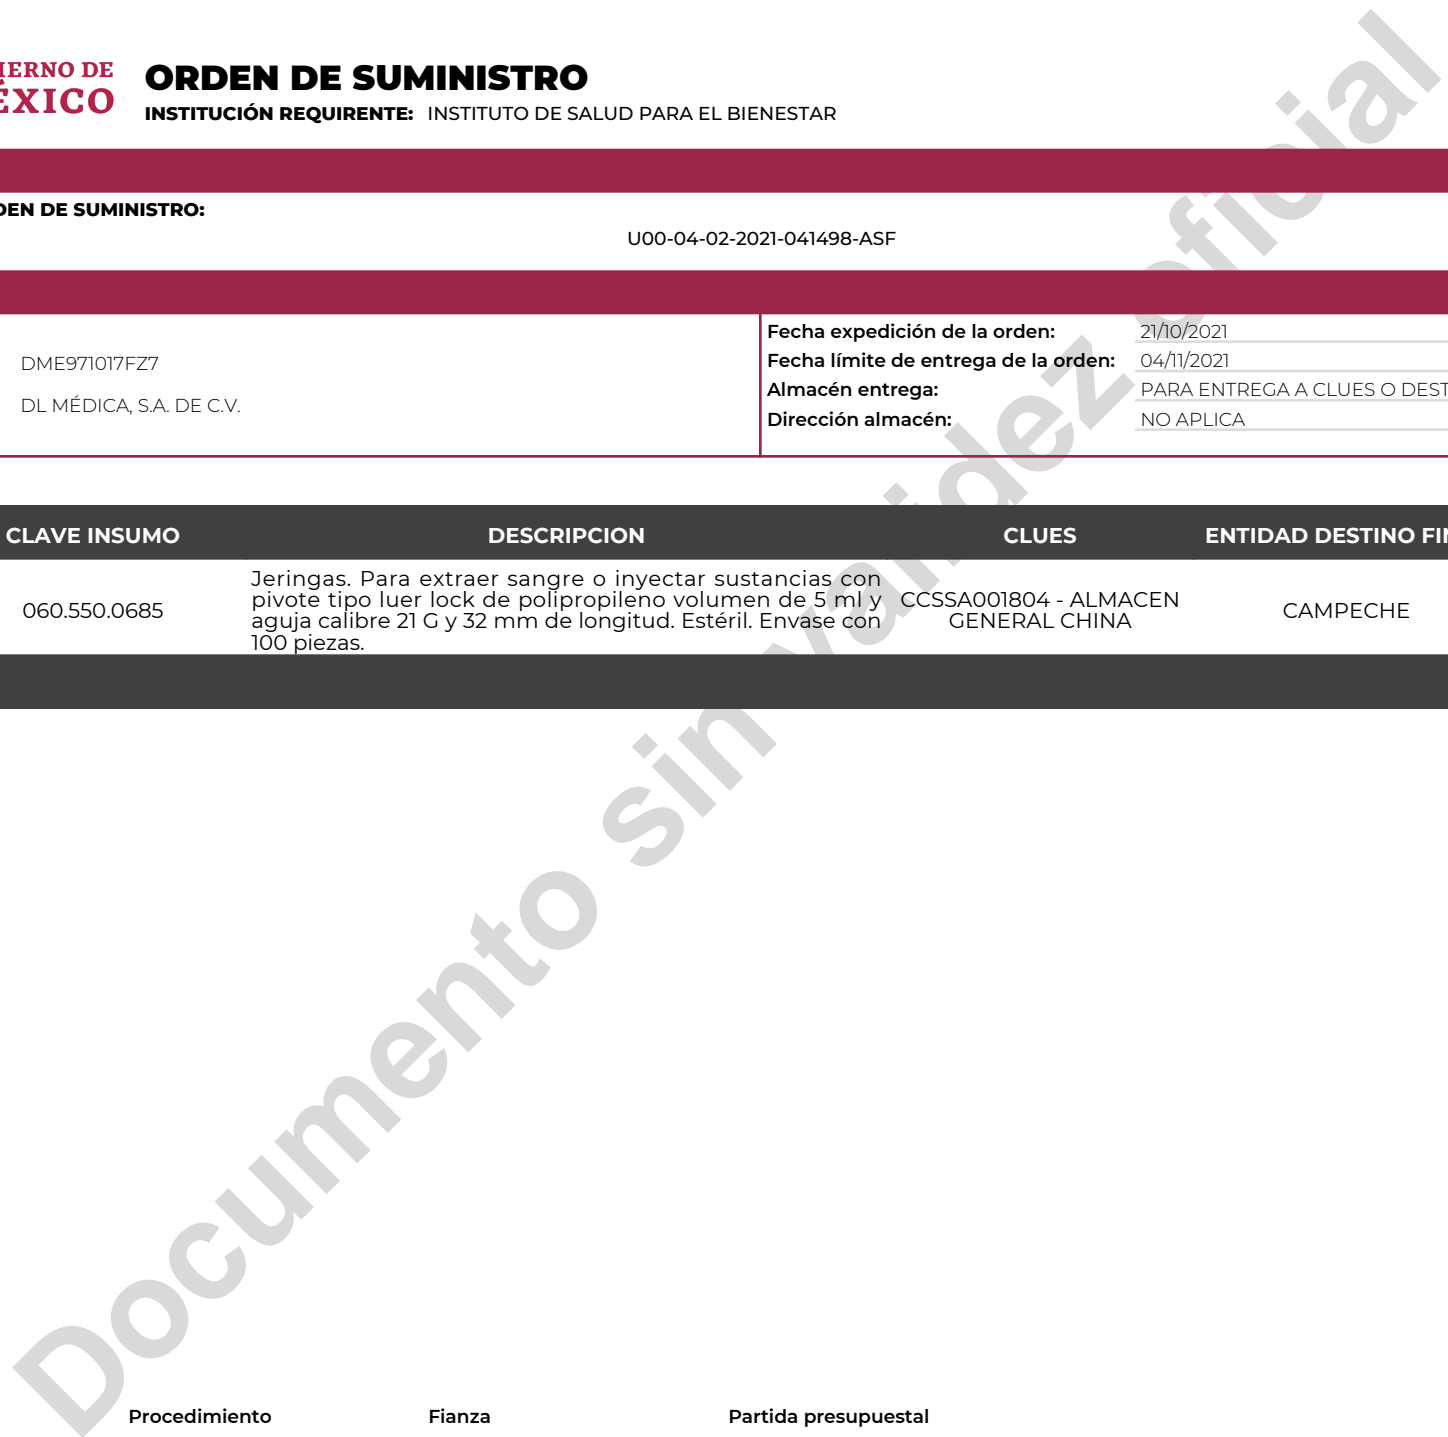 IERNO DE
ÉXICO
ORDEN DE SUMINISTRO
INSTITUCIÓN REQUIRENTE: INSTITUTO DE SALUD PARA EL BIENESTAR
DEN DE SUMINISTRO:
U00-04-02-2021-041498-ASF
DME971017FZ7
DL MÉDICA, S.A. DE C.V.
Fecha expedición de la orden: 21/10/2021
Fecha límite de entrega de la orden: 04/11/2021
Almacén entrega: PARA ENTREGA A CLUES O DEST
Dirección almacén: NO APLICA
CLAVE INSUMO DESCRIPCION CLUES ENTIDAD DESTINO FIN
060.550.0685
Jeringas. Para extraer sangre o inyectar sustancias con
pivote tipo luer lock de polipropileno volumen de 5 ml y
aguja calibre 21 G y 32 mm de longitud. Estéril. Envase con
100 piezas.
CCSSA001804 - ALMACEN
GENERAL CHINA
CAMPECHE
Documento sin validez oficial
Procedimiento Fianza Partida presupuestal